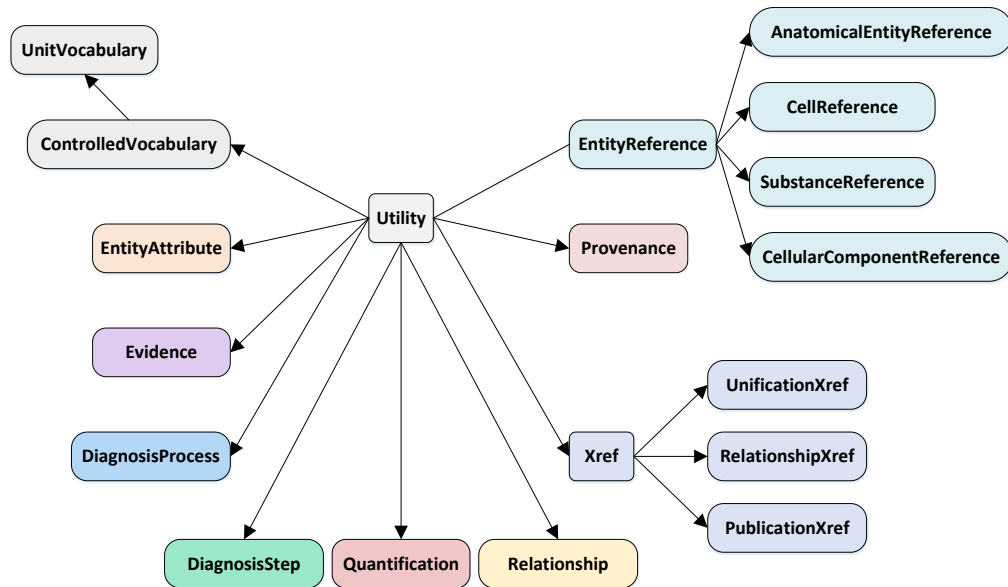 AnatomicalEntityReference
UnitVocabulary
CellReference
ControlledVocabulary
EntityReference
SubstanceReference
Utility
EntityAttribute
Provenance
CellularComponentReference
Evidence
UnificationXref
DiagnosisProcess
Xref
RelationshipXref
PublicationXref
DiagnosisStep
Quantification
Relationship